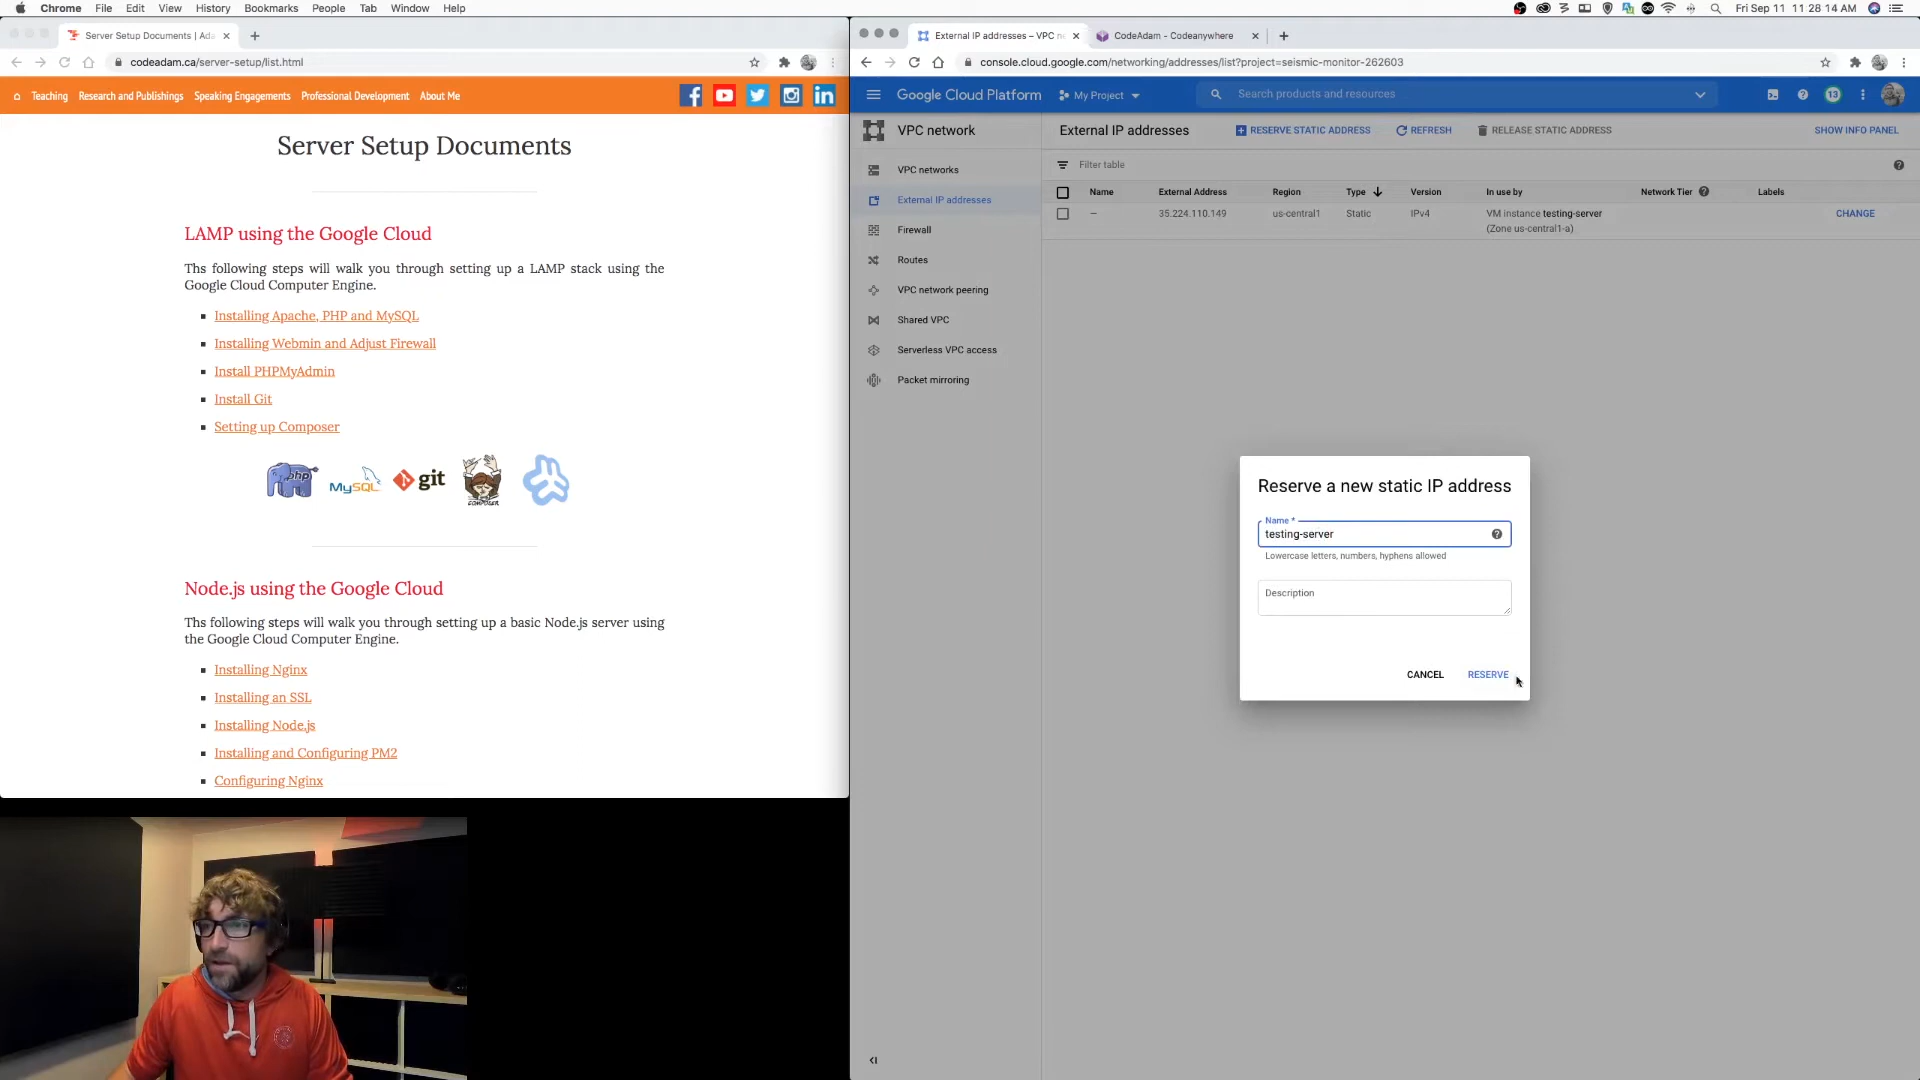 Chrome File Edit View History Bookmarks People Tab Window Help
Fri Sep 11 11 28 14 AM
Server Setup Documents | Ada
codeadam.ca/server-setup/list.html
Teaching Research and Publishings Speaking Engagements Professional Development About Me
Server Setup Documents
LAMP using the Google Cloud
Ths following steps will walk you through setting up a LAMP stack using the
Google Cloud Computer Engine.
Installing Apache, PHP and MySQL
Installing Webmin and Adjust Firewall
Install PHPMyAdmin
Install Git
Setting up Composer
php MySQL git COMPOSER
Node.js using the Google Cloud
Ths following steps will walk you through setting up a basic Node.js server using
the Google Cloud Computer Engine.
Installing Nginx
Installing an SSL
Installing Node.js
Installing and Configuring PM2
Configuring Nginx
External IP addresses – VPC n
CodeAdam - Codeanywhere
console.cloud.google.com/networking/addresses/list?project=seismic-monitor-262603
Google Cloud Platform My Project Search products and resources 13
VPC network
VPC networks
External IP addresses
Firewall
Routes
VPC network peering
Shared VPC
Serverless VPC access
Packet mirroring
External IP addresses RESERVE STATIC ADDRESS REFRESH RELEASE STATIC ADDRESS SHOW INFO PANEL
Filter table
Name External Address Region Type Version In use by Network Tier Labels
– 35.224.110.149 us-central1 Static IPv4 VM instance testing-server CHANGE
(Zone us-central1-a)
Reserve a new static IP address
Name *
testing-server
Lowercase letters, numbers, hyphens allowed
Description
CANCEL RESERVE